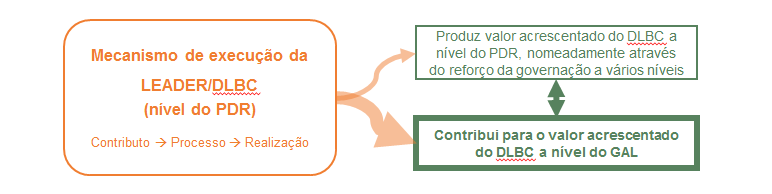 Mecanismo de execução da
LEADER/DLBC
(nível do PDR)
Contributo → Processo → Realização
Produz valor acrescentado do DLBC a
nível do PDR, nomeadamente através
do reforço da governação a vários níveis
Contribui para o valor acrescentado
do DLBC a nível do GAL